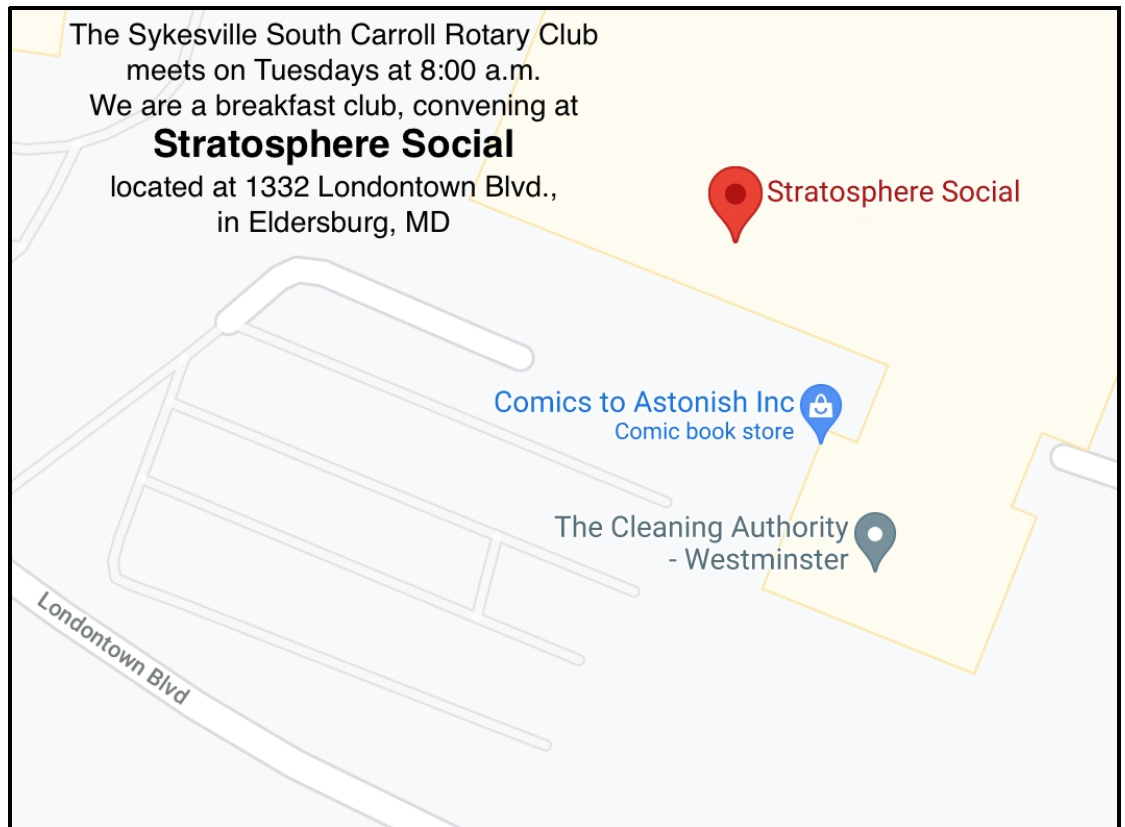 The Sykesville South Carroll Rotary Club
meets on Tuesdays at 8:00 a.m.
We are a breakfast club, convening at
Stratosphere Social
located at 1332 Londontown Blvd.,
in Eldersburg, MD
Stratosphere Social
Comics to Astonish Inc
Comic book store
The Cleaning Authority
- Westminster
Londontown Blvd